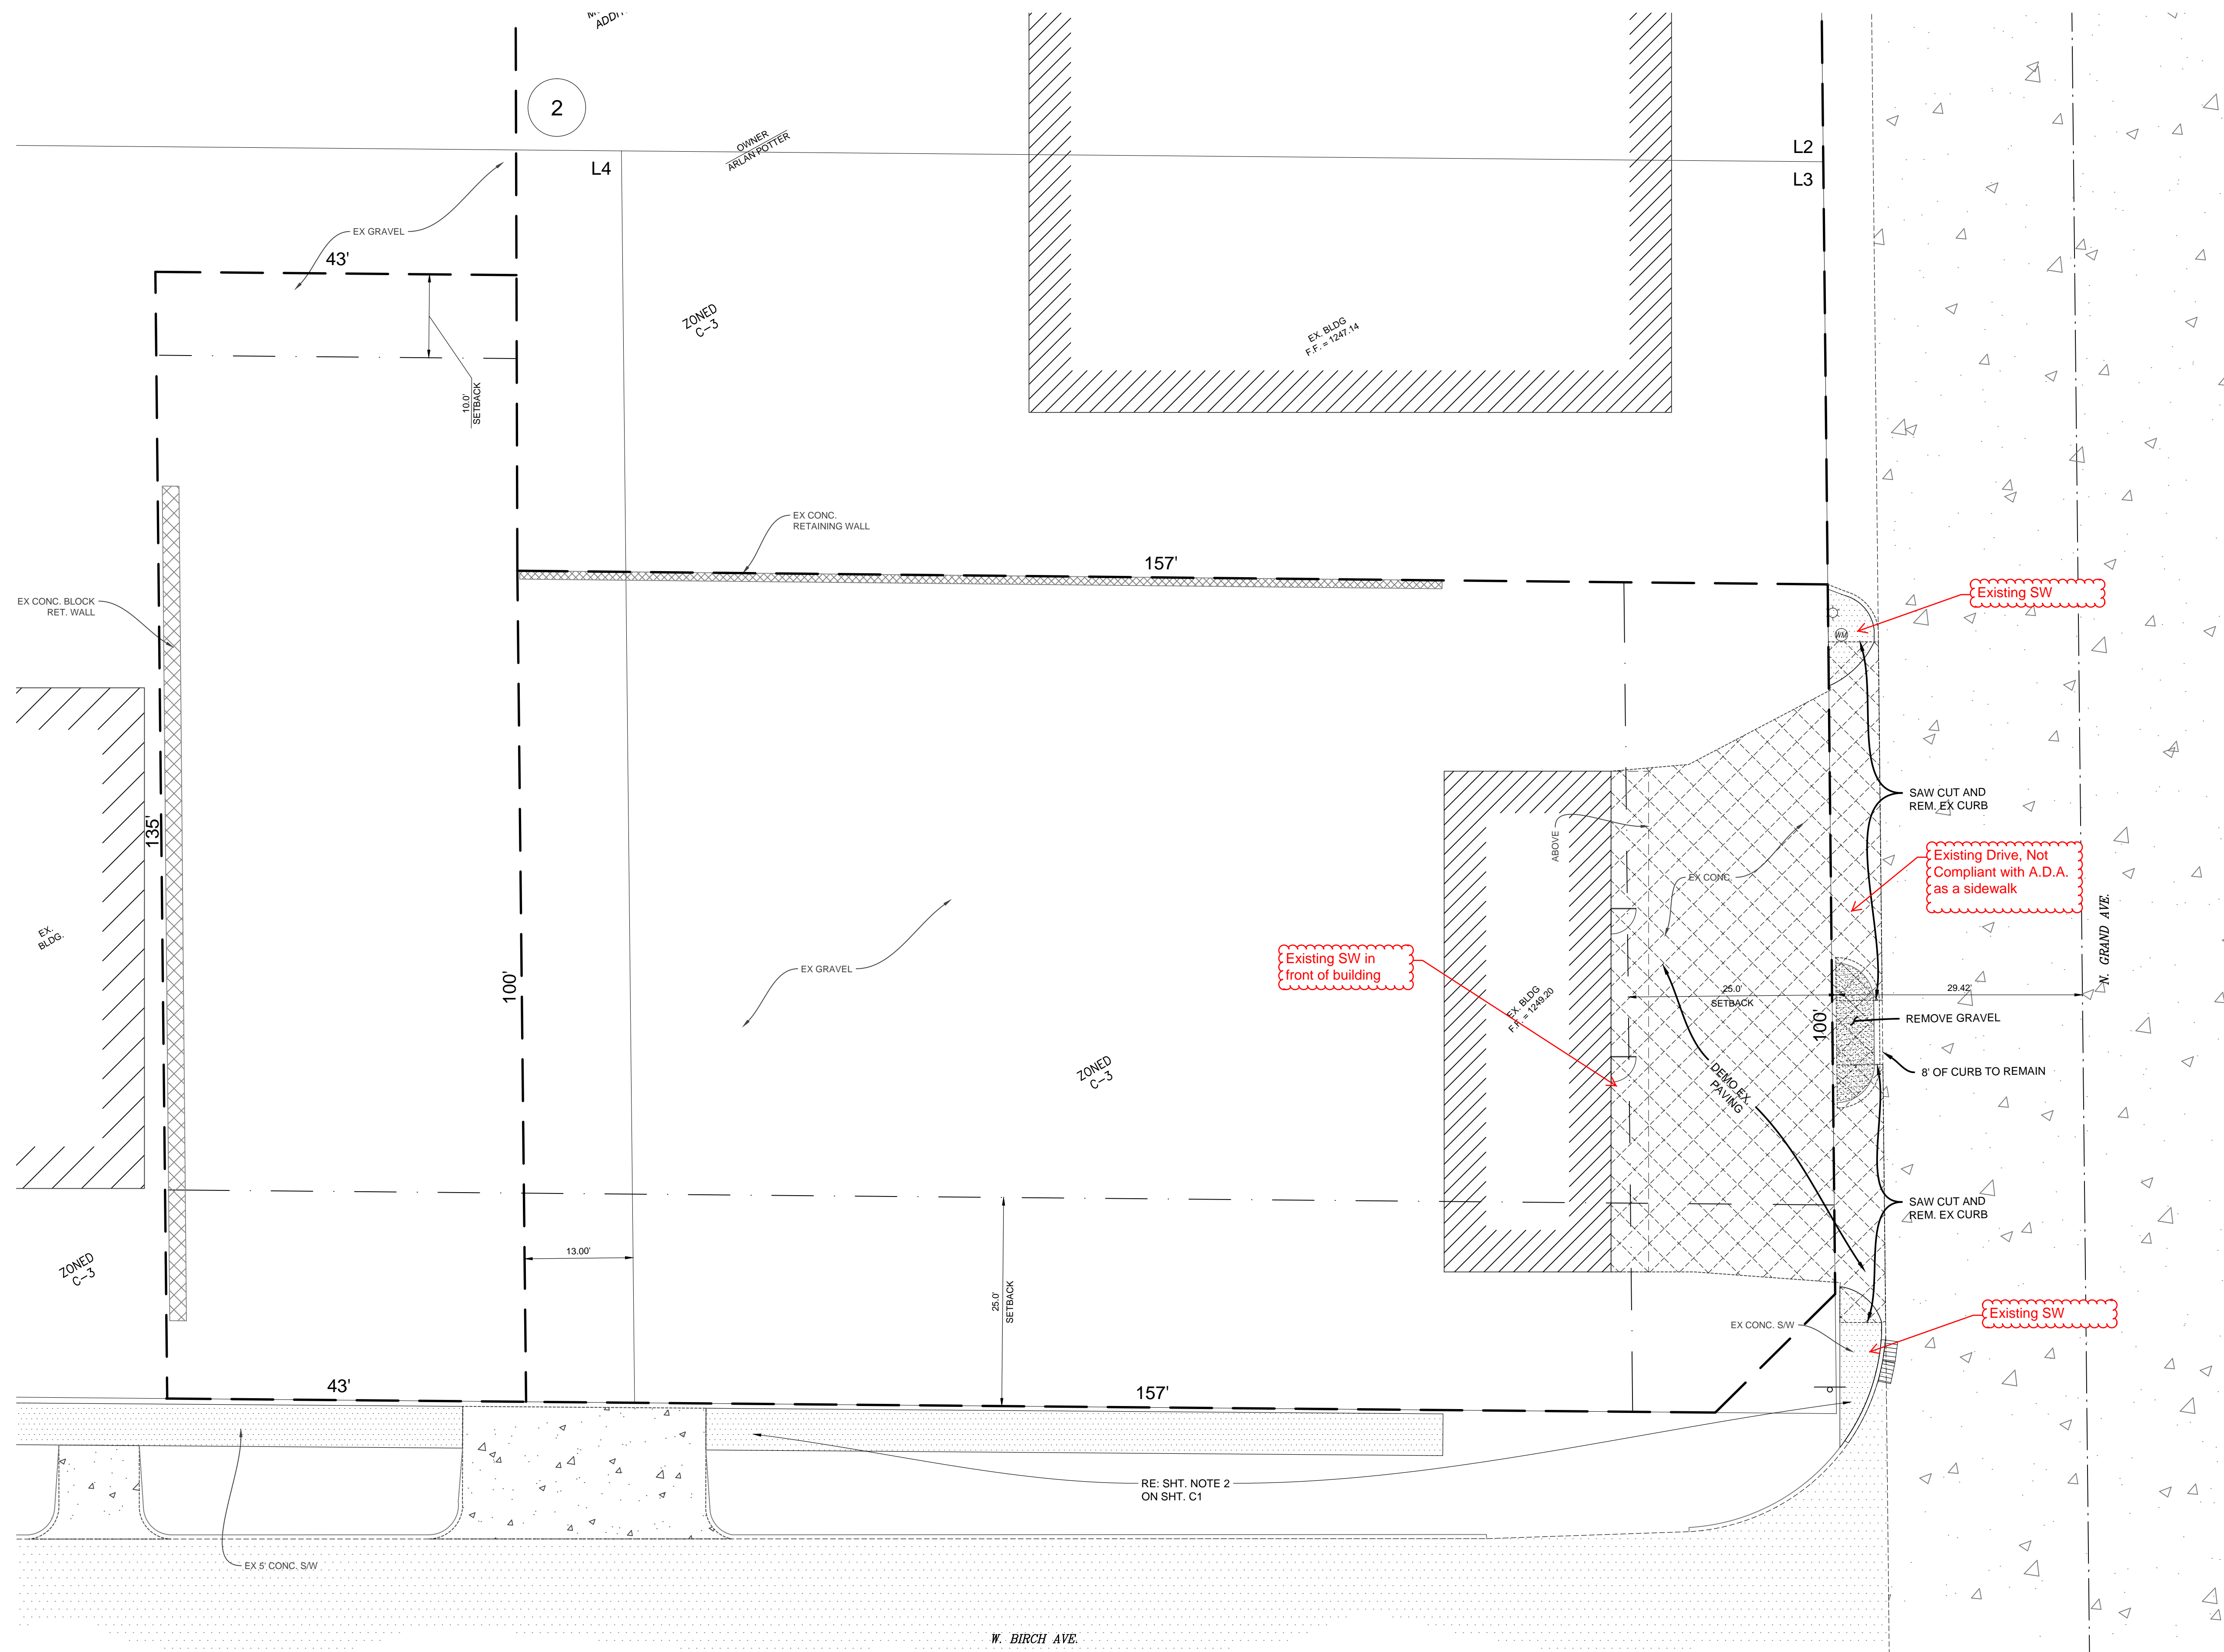 2
OWNER
ARLAN POTTER
L4
L2
L3
EX GRAVEL
43'
10.0'
SETBACK
ZONED
C-3
EX. BLDG
F.F. = 1247.14
EX CONC.
RETAINING WALL
157'
EX CONC. BLOCK
RET. WALL
135'
EX.
BLDG.
100'
EX GRAVEL
ZONED
C-3
Existing SW
WM
SAW CUT AND
REM. EX CURB
ABOVE
EX CONC.
Existing Drive, Not
Compliant with A.D.A.
as a sidewalk
N. GRAND AVE.
Existing SW in
front of building
EX. BLDG
F.F. = 1249.20
25.0'
SETBACK
29.42'
100'
REMOVE GRAVEL
8' OF CURB TO REMAIN
DEMO EX.
PAVING
SAW CUT AND
REM. EX CURB
ZONED
C-3
13.00'
25.0'
SETBACK
EX CONC. S/W
Existing SW
43'
157'
RE: SHT. NOTE 2
ON SHT. C1
EX 5' CONC. S/W
W. BIRCH AVE.